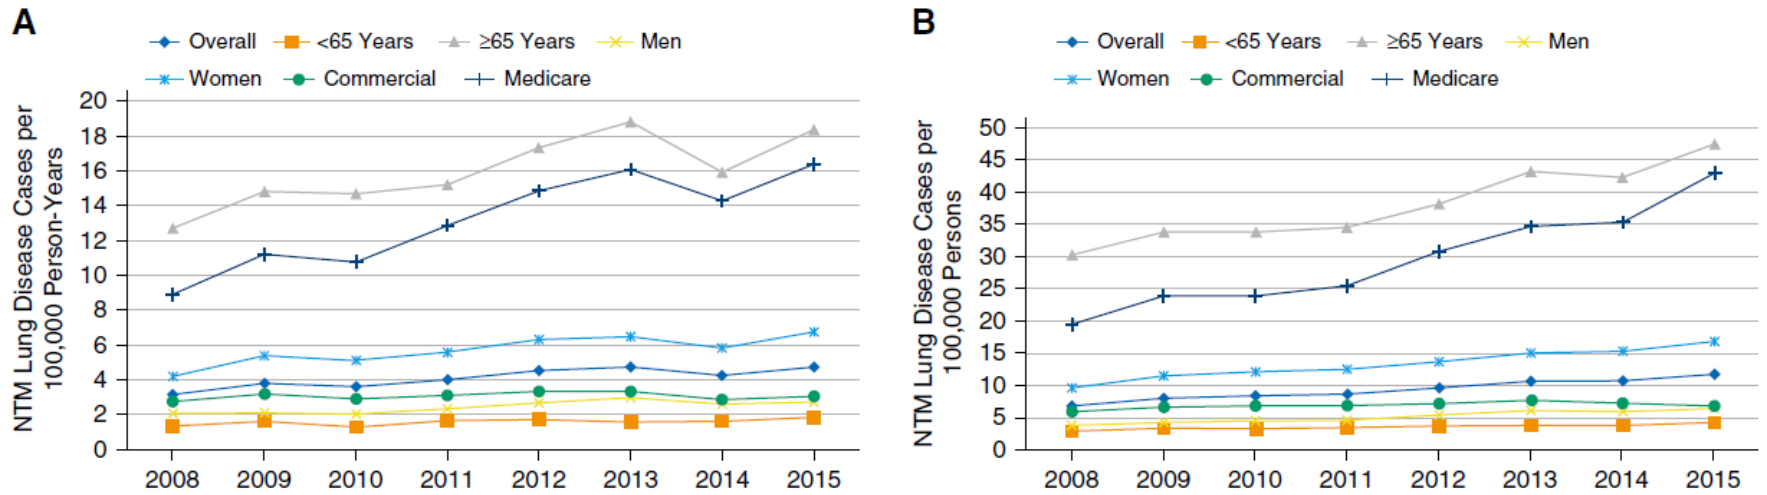 A
Overall <65 Years ≥65 Years Men
Women Commercial Medicare
NTM Lung Disease Cases per
100,000 Person-Years
20
18
16
14
12
10
8
6
4
2
0
2008 2009 2010 2011 2012 2013 2014 2015
B
Overall <65 Years ≥65 Years Men
Women Commercial Medicare
NTM Lung Disease Cases per
100,000 Persons
50
45
40
35
30
25
20
15
10
5
0
2008 2009 2010 2011 2012 2013 2014 2015